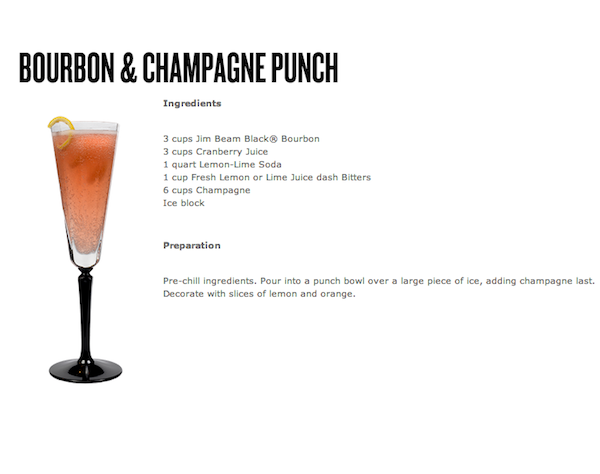 BOURBON & CHAMPAGNE PUNCH
Ingredients
3 cups Jim Beam Black® Bourbon
3 cups Cranberry Juice
1 quart Lemon-Lime Soda
1 cup Fresh Lemon or Lime Juice dash Bitters
6 cups Champagne
Ice block
Preparation
Pre-chill ingredients. Pour into a punch bowl over a large piece of ice, adding champagne last.
Decorate with slices of lemon and orange.